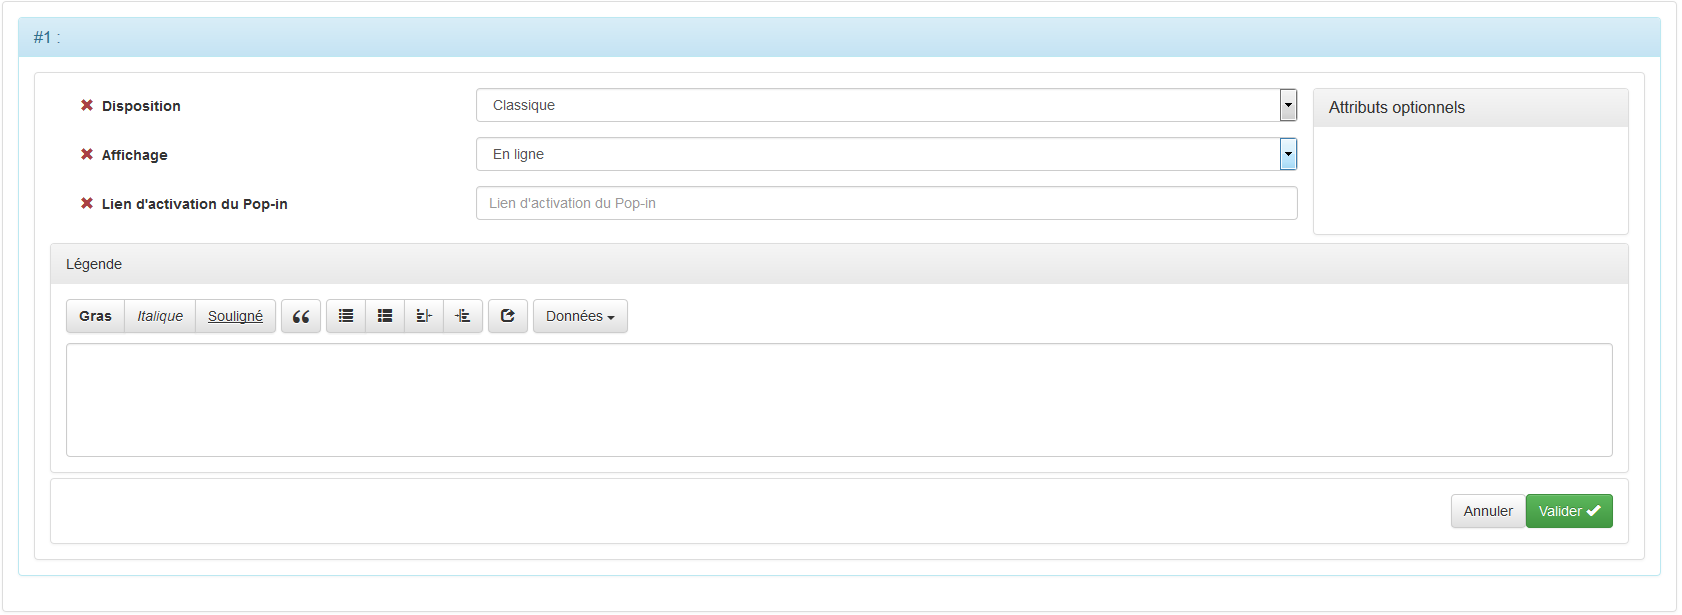 #1 :
Disposition
Classique
Attributs optionnels
Affichage
En ligne
Lien d'activation du Pop-in
Lien d'activation du Pop-in
Légende
Gras Italique Souligné Données
Annuler Valider